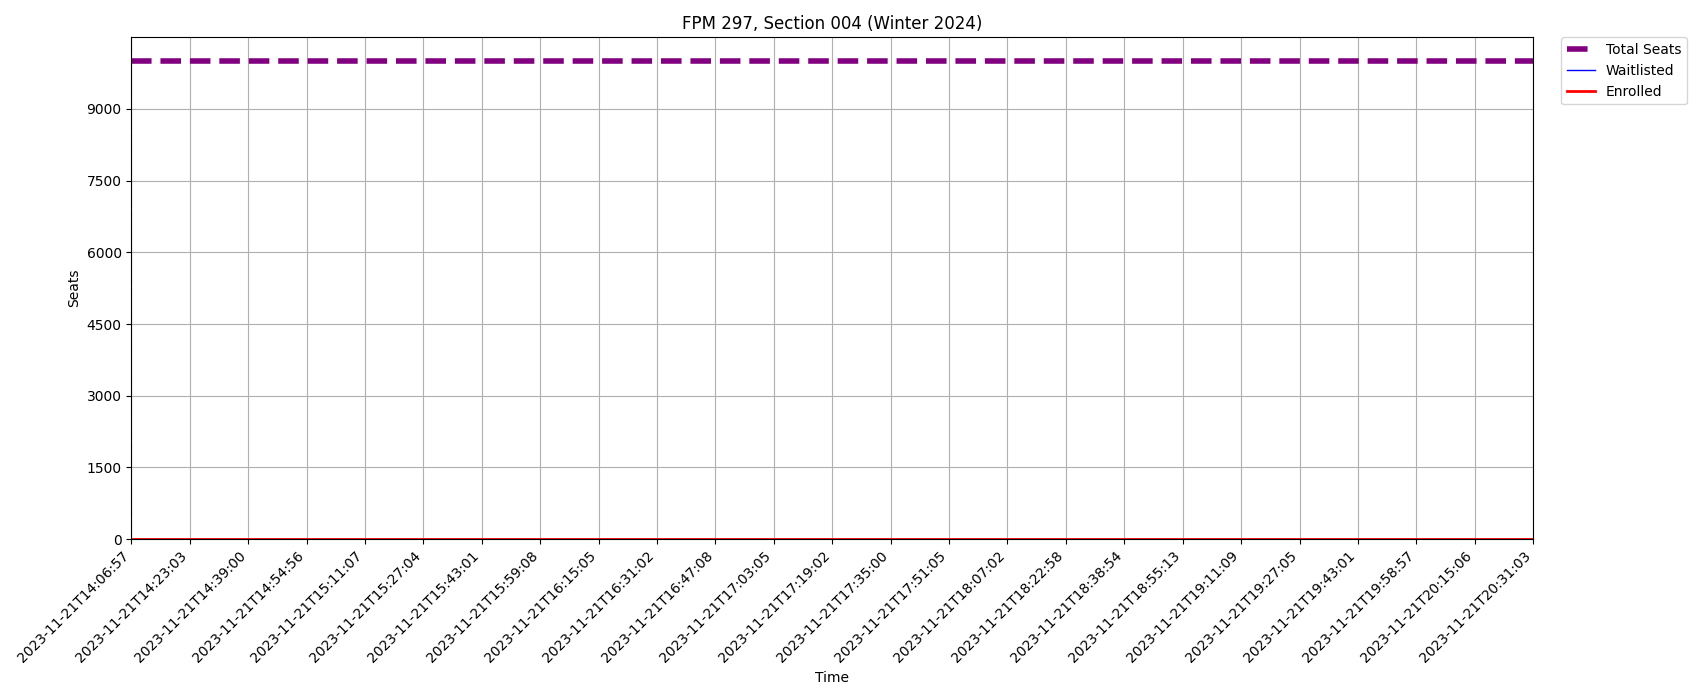 FPM 297, Section 004 (Winter 2024)
Total Seats
Waitlisted
Enrolled
9000
7500
6000
4500
3000
1500
0
Seats
2023-11-21T14:06:57
2023-11-21T14:23:03
2023-11-21T14:39:00
2023-11-21T14:54:56
2023-11-21T15:11:07
2023-11-21T15:27:04
2023-11-21T15:43:01
2023-11-21T15:59:08
2023-11-21T16:15:05
2023-11-21T16:31:02
2023-11-21T16:47:08
2023-11-21T17:03:05
2023-11-21T17:19:02
2023-11-21T17:35:00
2023-11-21T17:51:05
2023-11-21T18:07:02
2023-11-21T18:22:58
2023-11-21T18:38:54
2023-11-21T18:55:13
2023-11-21T19:11:09
2023-11-21T19:27:05
2023-11-21T19:43:01
2023-11-21T19:58:57
2023-11-21T20:15:06
2023-11-21T20:31:03
Time